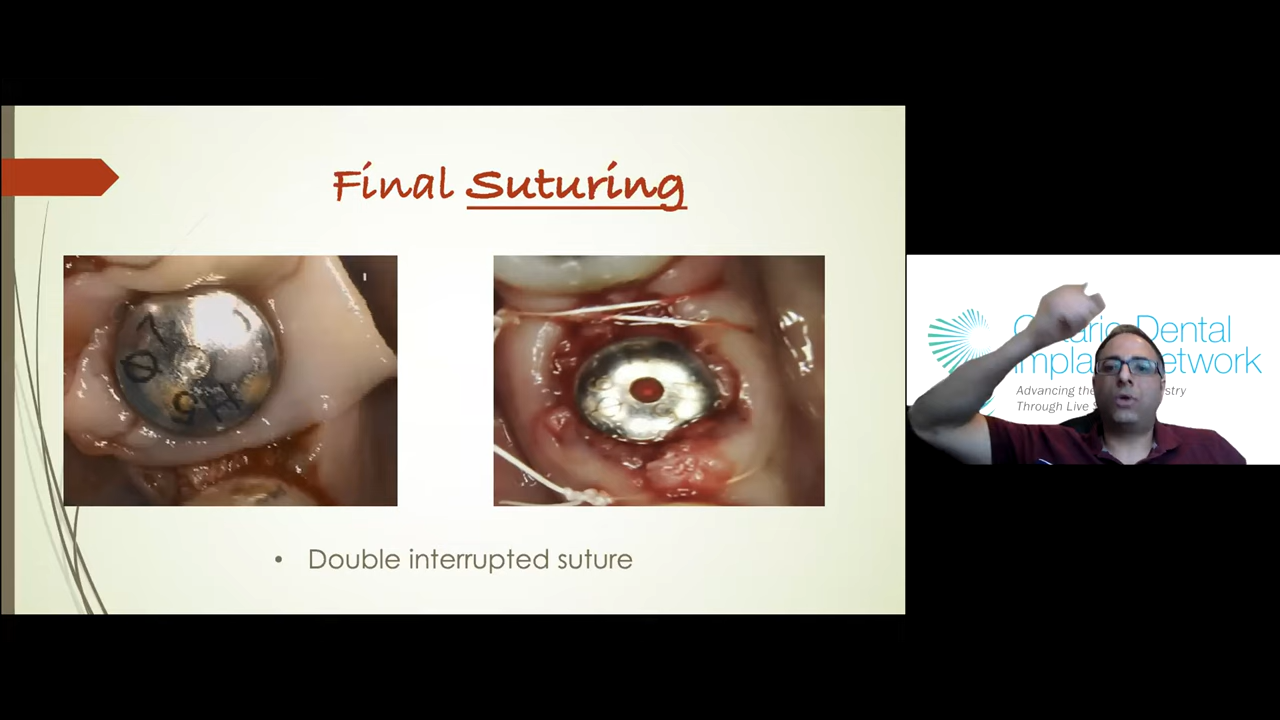 Final Suturing
Double interrupted suture
Dental
Network
Advancing the
Through Live